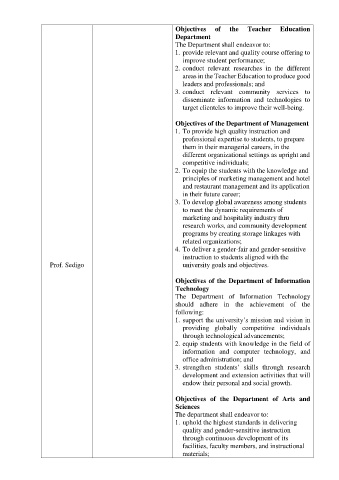 Objectives of the Teacher Education
Department
The Department shall endeavor to:
1. provide relevant and quality course offering to
improve student performance;
2. conduct relevant researches in the different
areas in the Teacher Education to produce good
leaders and professionals; and
3. conduct relevant community services to
disseminate information and technologies to
target clienteles to improve their well-being.
Objectives of the Department of Management
1. To provide high quality instruction and
professional expertise to students, to prepare
them in their managerial careers, in the
different organizational settings as upright and
competitive individuals;
2. To equip the students with the knowledge and
principles of marketing management and hotel
and restaurant management and its application
in their future career;
3. To develop global awareness among students
to meet the dynamic requirements of
marketing and hospitality industry thru
research works, and community development
programs by creating storage linkages with
related organizations;
4. To deliver a gender-fair and gender-sensitive
instruction to students aligned with the
university goals and objectives.
Prof. Sedigo
Objectives of the Department of Information
Technology
The Department of Information Technology
should adhere in the achievement of the
following:
1. support the university's mission and vision in
providing globally competitive individuals
through technological advancements;
2. equip students with knowledge in the field of
information and computer technology, and
office administration; and
3. strengthen students' skills through research
development and extension activities that will
endow their personal and social growth.
Objectives of the Department of Arts and
Sciences
The department shall endeavor to:
1. uphold the highest standards in delivering
quality and gender-sensitive instruction
through continuous development of its
facilities, faculty members, and instructional
materials;